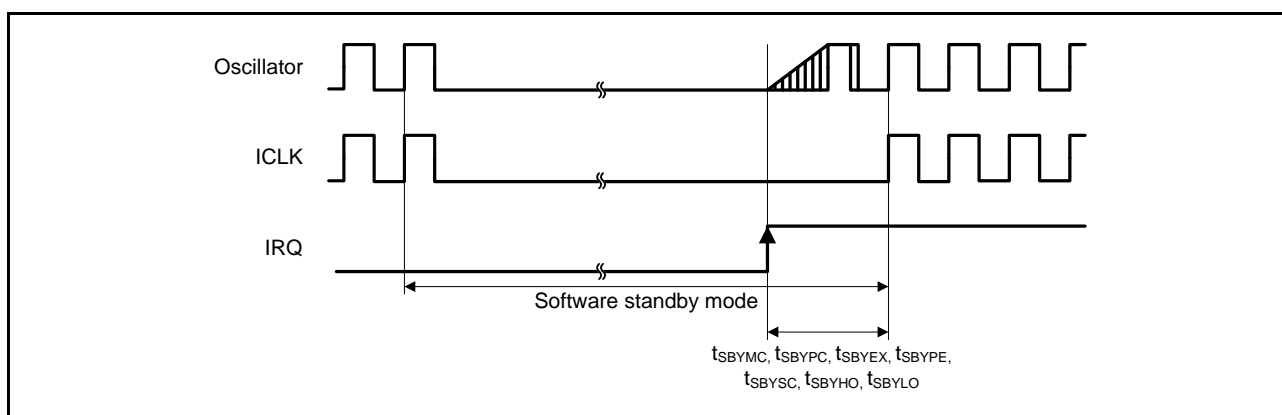 Oscillator
ICLK
IRQ
Software standby mode
tSBYMC, tSBYPC, tSBYEX, tSBYPE,
tSBYSC, tSBYHO, tSBYLO